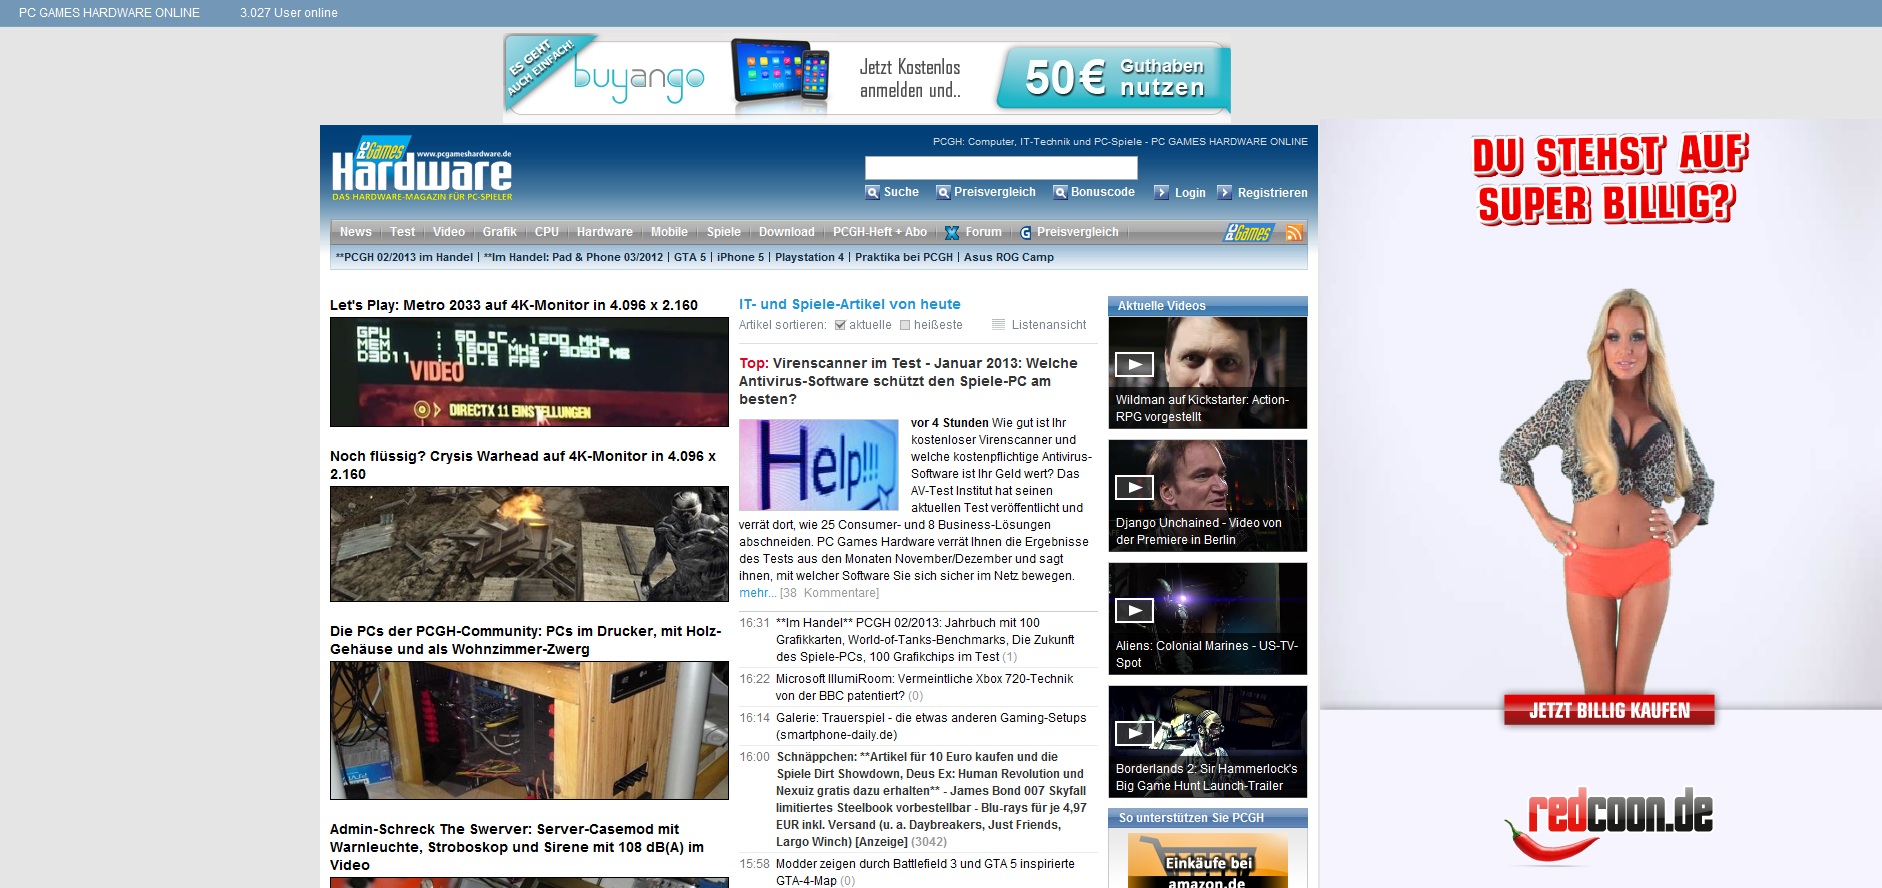 PC GAMES HARDWARE ONLINE 3.027 User online
ES GEHT
AUCH EINFACH!
buyango
Jetzt Kostenlos
anmelden und..
50€ Guthaben
nutzen
PC Games
Hardware
www.pcgameshardware.de
DAS HARDWARE-MAGAZIN FÜR PC-SPIELER
PCGH: Computer, IT-Technik und PC-Spiele - PC GAMES HARDWARE ONLINE
Suche Preisvergleich Bonuscode Login Registrieren
News Test Video Grafik CPU Hardware Mobile Spiele Download PCGH-Heft + Abo Forum Preisvergleich PC Games
**PCGH 02/2013 im Handel | **Im Handel: Pad & Phone 03/2012 | GTA 5 | iPhone 5 | Playstation 4 | Praktika bei PCGH | Asus ROG Camp
Let's Play: Metro 2033 auf 4K-Monitor in 4.096 x 2.160
GPU : 60 °C, 1200 MHz
MEM : 1600 MHz, 3050 MB
D3D11 : 10.6 FPS
VIDEO
DIRECTX 11 EINSTELLUNGEN
Noch flüssig? Crysis Warhead auf 4K-Monitor in 4.096 x
2.160
Die PCs der PCGH-Community: PCs im Drucker, mit Holz-
Gehäuse und als Wohnzimmer-Zwerg
Admin-Schreck The Swerver: Server-Casemod mit
Warnleuchte, Stroboskop und Sirene mit 108 dB(A) im
Video
IT- und Spiele-Artikel von heute
Artikel sortieren: aktuelle heißeste Listenansicht
Top: Virenscanner im Test - Januar 2013: Welche
Antivirus-Software schützt den Spiele-PC am
besten?
Help!!!
vor 4 Stunden Wie gut ist Ihr
kostenloser Virenscanner und
welche kostenpflichtige Antivirus-
Software ist Ihr Geld wert? Das
AV-Test Institut hat seinen
aktuellen Test veröffentlicht und
verrät dort, wie 25 Consumer- und 8 Business-Lösungen
abschneiden. PC Games Hardware verrät Ihnen die Ergebnisse
des Tests aus den Monaten November/Dezember und sagt
ihnen, mit welcher Software Sie sich sicher im Netz bewegen.
mehr... [38 Kommentare]
16:31 **Im Handel** PCGH 02/2013: Jahrbuch mit 100
Grafikkarten, World-of-Tanks-Benchmarks, Die Zukunft
des Spiele-PCs, 100 Grafikchips im Test (1)
16:22 Microsoft IllumiRoom: Vermeintliche Xbox 720-Technik
von der BBC patentiert? (0)
16:14 Galerie: Trauerspiel - die etwas anderen Gaming-Setups
(smartphone-daily.de)
16:00 Schnäppchen: **Artikel für 10 Euro kaufen und die
Spiele Dirt Showdown, Deus Ex: Human Revolution und
Nexuiz gratis dazu erhalten** - James Bond 007 Skyfall
limitiertes Steelbook vorbestellbar - Blu-rays für je 4,97
EUR inkl. Versand (u. a. Daybreakers, Just Friends,
Largo Winch) [Anzeige] (3042)
15:58 Modder zeigen durch Battlefield 3 und GTA 5 inspirierte
GTA-4-Map (0)
Aktuelle Videos
Wildman auf Kickstarter: Action-
RPG vorgestellt
Django Unchained - Video von
der Premiere in Berlin
Aliens: Colonial Marines - US-TV-
Spot
Borderlands 2: Sir Hammerlock's
Big Game Hunt Launch-Trailer
So unterstützen Sie PCGH
Einkäufe bei
amazon.de
DU STEHST AUF
SUPER BILLIG?
JETZT BILLIG KAUFEN
redcoon.de